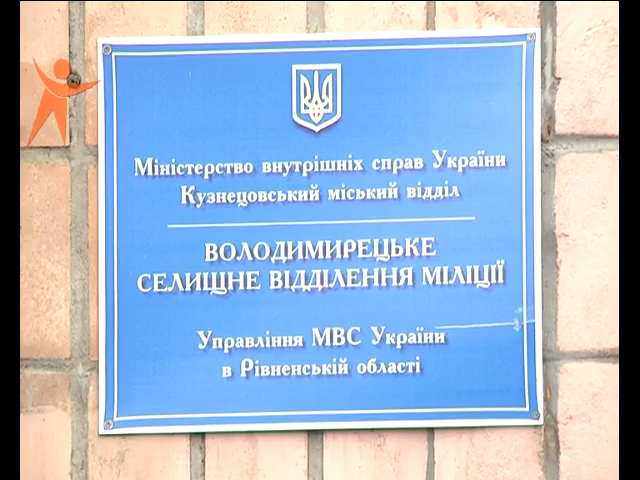 Міністерство внутрішніх справ України
Кузнецовський міський відділ
ВОЛОДИМИРЕЦЬКЕ
СЕЛИЩНЕ ВІДДІЛЕННЯ МІЛІЦІЇ
Управління МВС України
в Рівненській області